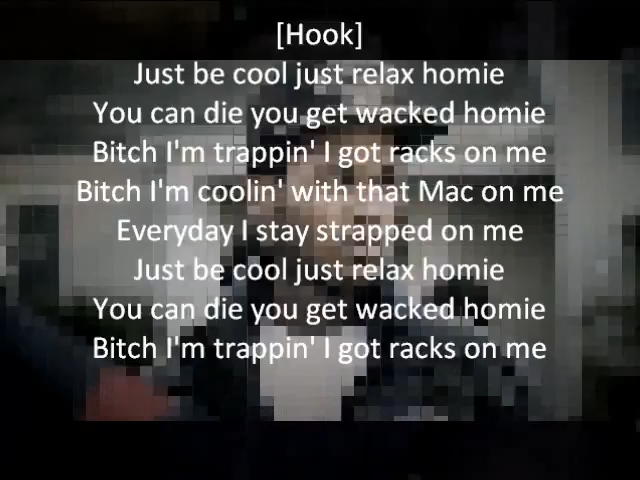 [Hook]
Just be cool just relax homie
You can die you get wacked homie
Bitch I'm trappin' I got racks on me
Bitch I'm coolin' with that Mac on me
Everyday I stay strapped on me
Just be cool just relax homie
You can die you get wacked homie
Bitch I'm trappin' I got racks on me